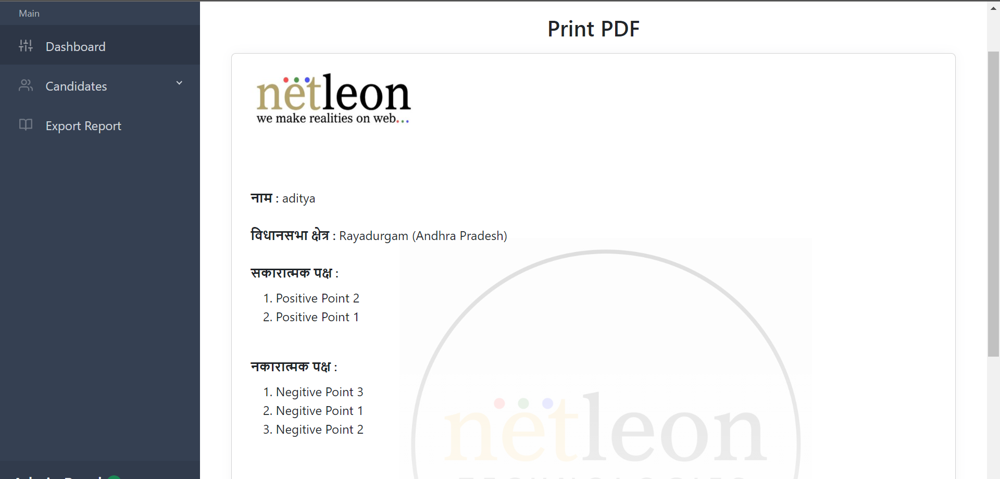 Main
Dashboard
Candidates
Export Report
Print PDF
netleon
we make realities on web...
नाम : aditya
विधानसभा क्षेत्र : Rayadurgam (Andhra Pradesh)
सकारात्मक पक्ष :
1. Positive Point 2
2. Positive Point 1
नकारात्मक पक्ष :
1. Negitive Point 3
2. Negitive Point 1
3. Negitive Point 2
netleon